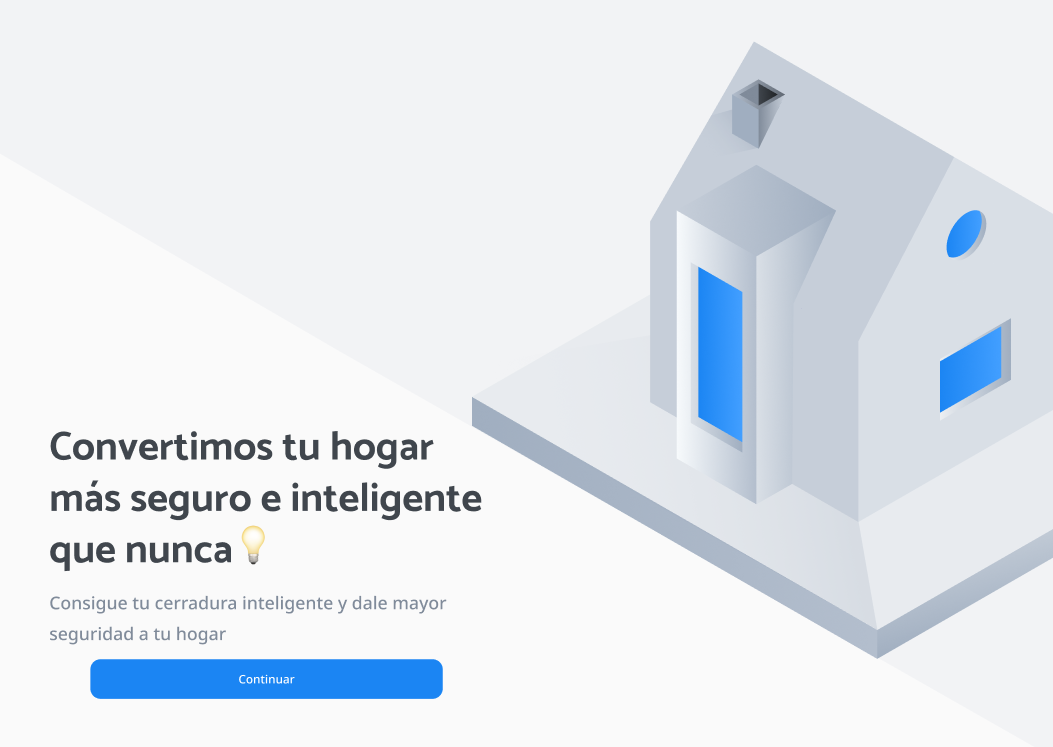 Convertimos tu hogar
más seguro e inteligente
que nunca💡
Consigue tu cerradura inteligente y dale mayor
seguridad a tu hogar
Continuar